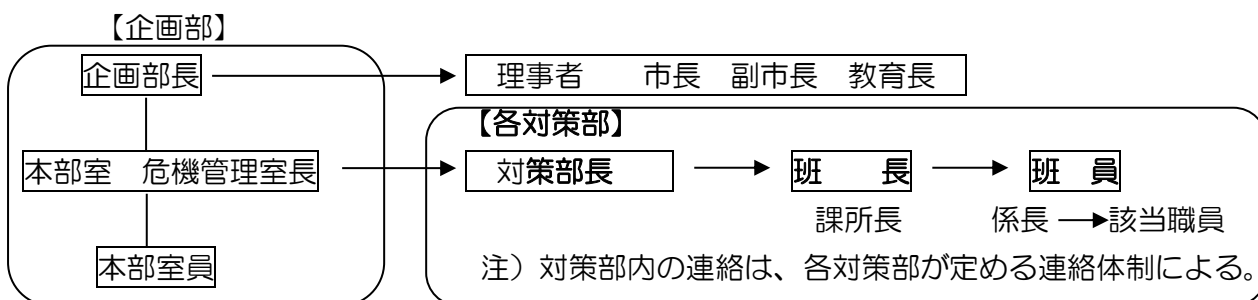 【企画部】
企画部長 理事者 市長 副市長 教育長
【各対策部】
本部室 危機管理室長 対策部長 班 長 班 員
課所長 係長 該当職員
本部室員 注）対策部内の連絡は、各対策部が定める連絡体制による。